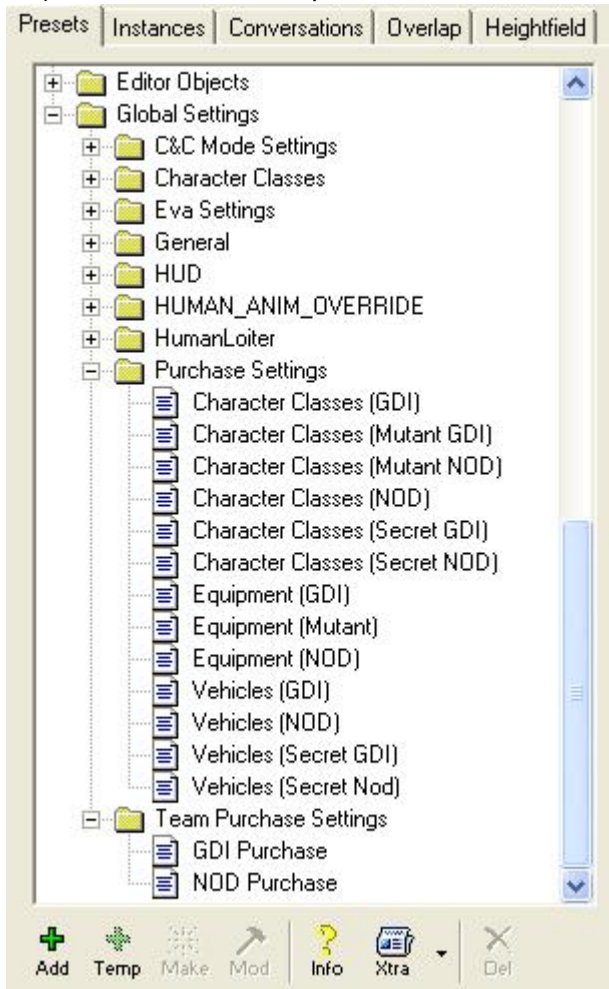 Presets Instances Conversations Overlap Heightfield
Editor Objects
Global Settings
C&C Mode Settings
Character Classes
Eva Settings
General
HUD
HUMAN_ANIM_OVERRIDE
HumanLoiter
Purchase Settings
Character Classes (GDI)
Character Classes (Mutant GDI)
Character Classes (Mutant NOD)
Character Classes (NOD)
Character Classes (Secret GDI)
Character Classes (Secret NOD)
Equipment (GDI)
Equipment (Mutant)
Equipment (NOD)
Vehicles (GDI)
Vehicles (NOD)
Vehicles (Secret GDI)
Vehicles (Secret Nod)
Team Purchase Settings
GDI Purchase
NOD Purchase
Add Temp Make Mod Info Xtra Del